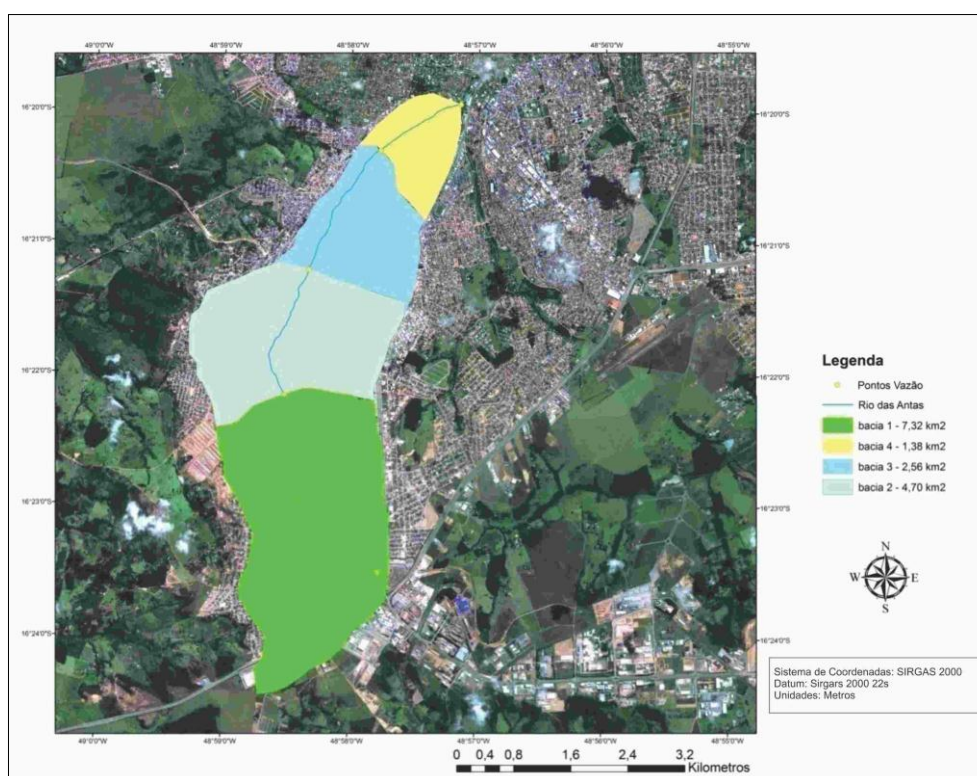 49°0'0"W 48°59'0"W 48°58'0"W 48°57'0"W 48°56'0"W 48°55'0"W
16°20'0"S 16°20'0"S
16°21'0"S 16°21'0"S
16°22'0"S 16°22'0"S
16°23'0"S 16°23'0"S
16°24'0"S 16°24'0"S
49°0'0"W 48°59'0"W 48°58'0"W 48°57'0"W 48°56'0"W 48°55'0"W
Legenda
Pontos Vazão
Rio das Antas
bacia 1 - 7,32 km2
bacia 4 - 1,38 km2
bacia 3 - 2,56 km2
bacia 2 - 4,70 km2
N
W E
S
Sistema de Coordenadas: SIRGAS 2000
Datum: Sirgars 2000 22s
Unidades: Metros
0 0,4 0,8 1,6 2,4 3,2
Kilometros